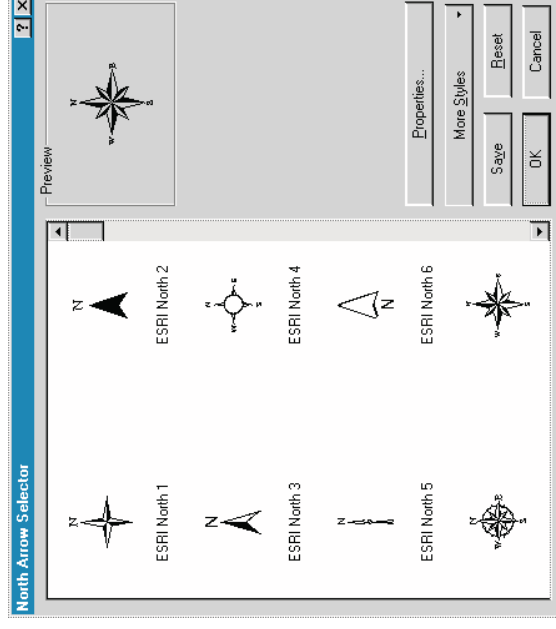 North Arrow Selector
? ×
N
N
ESRI North 1
ESRI North 2
N
N
W E
S
ESRI North 3
ESRI North 4
N
N
ESRI North 5
ESRI North 6
N
W E
S
N
W E
S
Preview
N
W E
S
Properties...
More Styles
Save
Reset
OK
Cancel